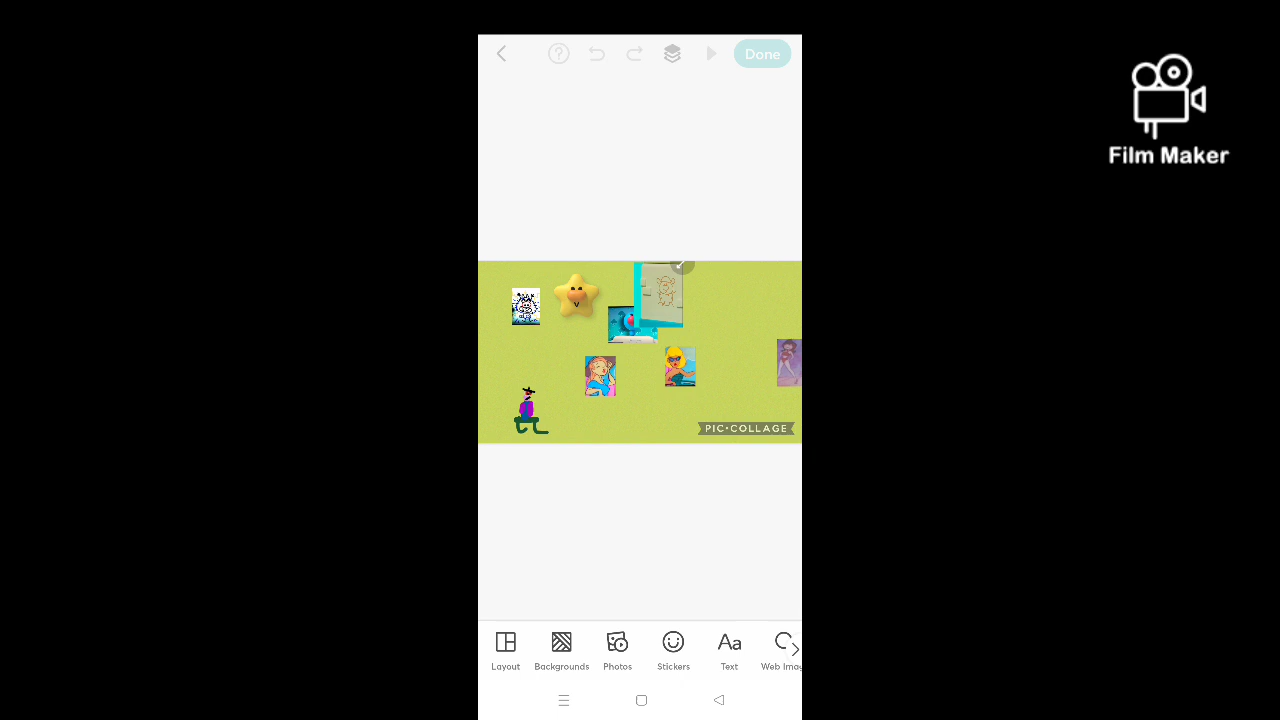 Done
Film Maker
PIC•COLLAGE
Layout
Backgrounds
Photos
Stickers
Text
Aa
Web Imag